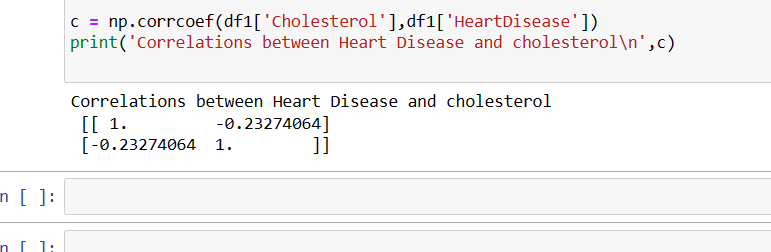 c = np.corrcoef(df1['Cholesterol'],df1['HeartDisease'])
print('Correlations between Heart Disease and cholesterol\n',c)
Correlations between Heart Disease and cholesterol
[[ 1. -0.23274064]
[-0.23274064 1. ]]
n [ ]:
n [ ]: